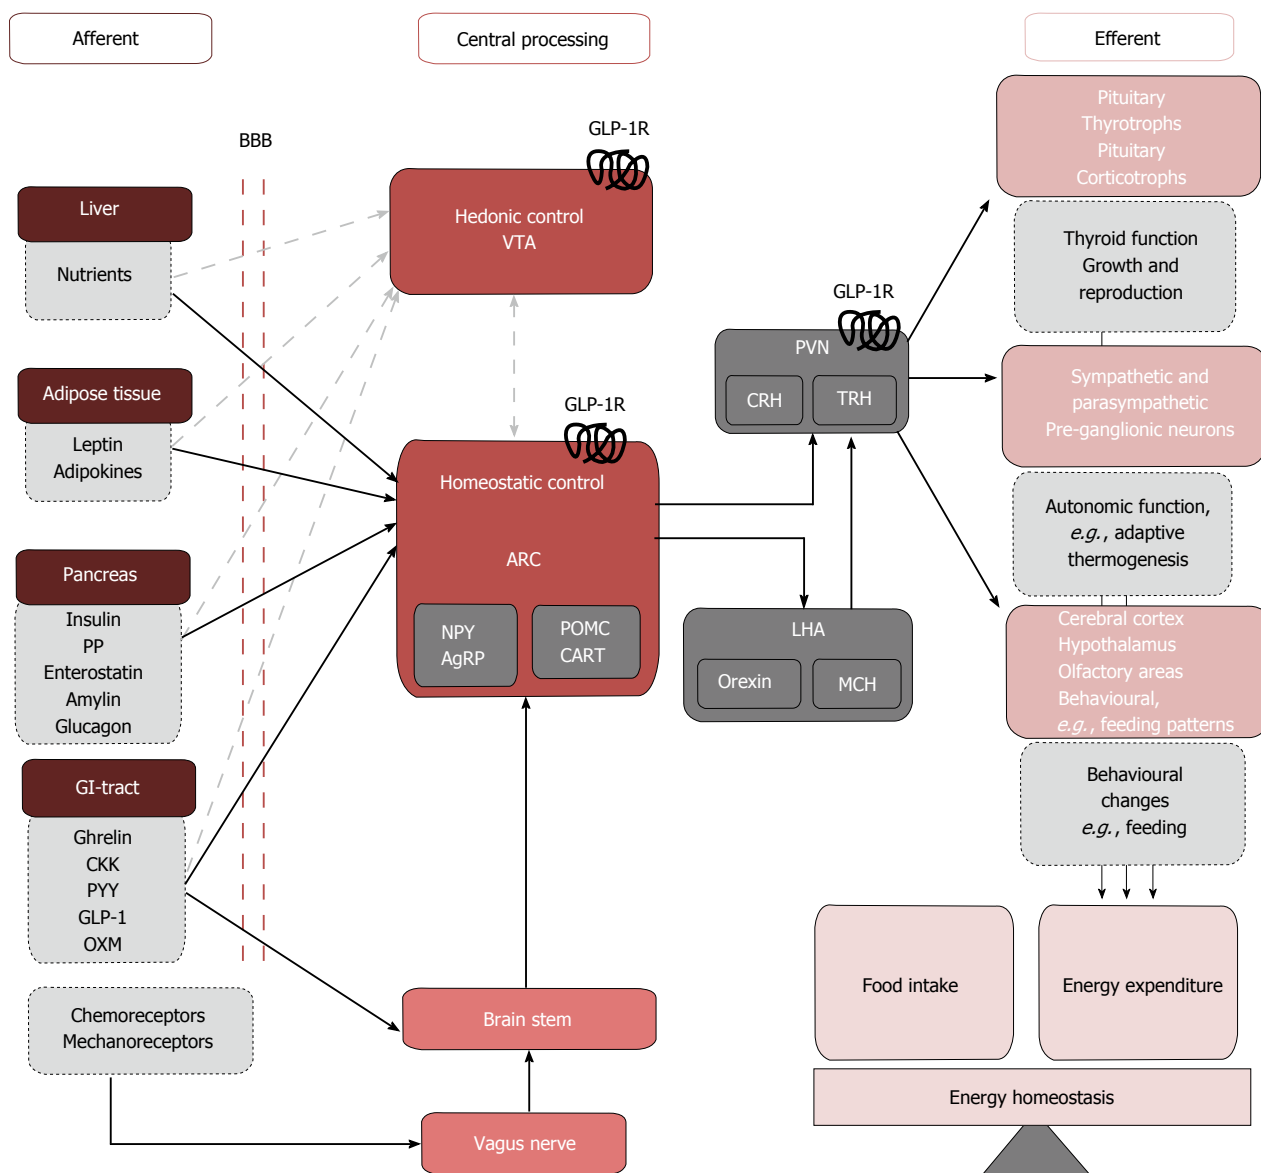 Afferent
Central processing
Efferent
BBB
Liver
Nutrients
Adipose tissue
Leptin
Adipokines
Pancreas
Insulin
PP
Enterostatin
Amylin
Glucagon
GI-tract
Ghrelin
CKK
PYY
GLP-1
OXM
Chemoreceptors
Mechanoreceptors
GLP-1R
Hedonic control
VTA
GLP-1R
Homeostatic control
ARC
NPY
AgRP
POMC
CART
Brain stem
Vagus nerve
GLP-1R
PVN
CRH
TRH
LHA
Orexin
MCH
Pituitary
Thyrotrophs
Pituitary
Corticotrophs
Thyroid function
Growth and
reproduction
Sympathetic and
parasympathetic
Pre-ganglionic neurons
Autonomic function,
e.g., adaptive
thermogenesis
Cerebral cortex
Hypothalamus
Olfactory areas
Behavioural,
e.g., feeding patterns
Behavioural
changes
e.g., feeding
Food intake
Energy expenditure
Energy homeostasis